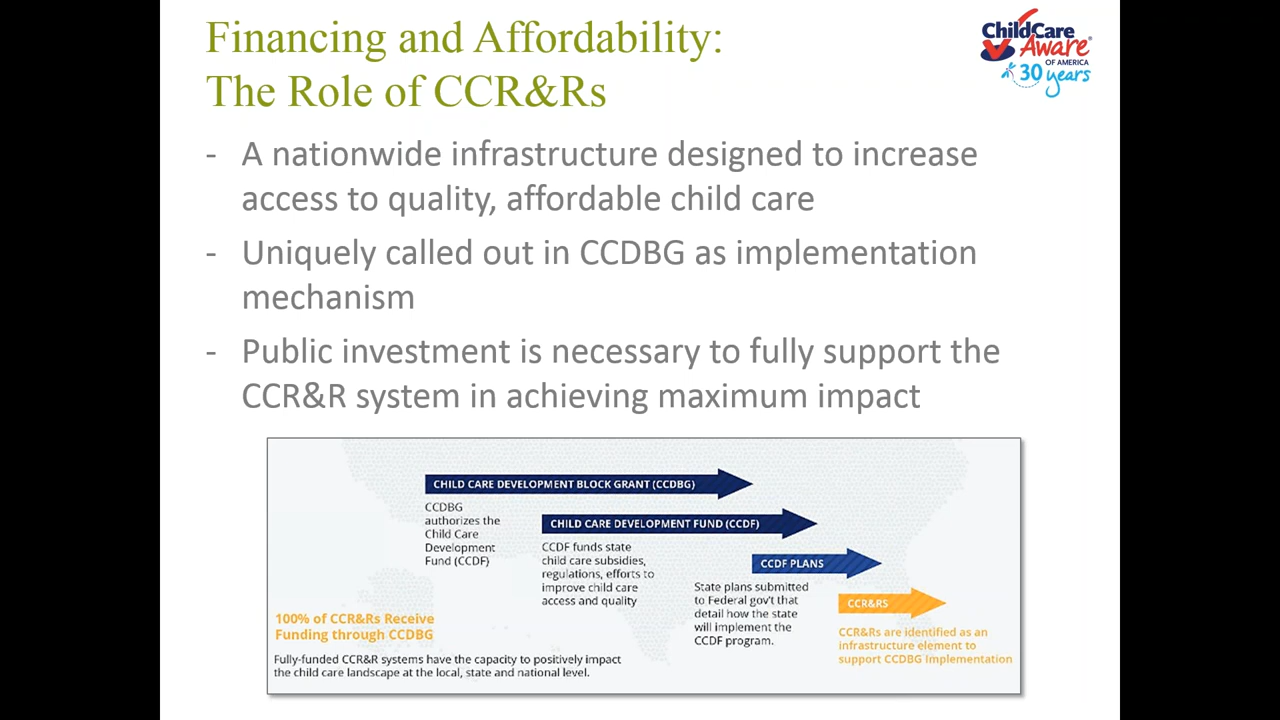 Financing and Affordability:
The Role of CCR&Rs
ChildCare
Aware®
OF AMERICA
30 years
- A nationwide infrastructure designed to increase
access to quality, affordable child care
- Uniquely called out in CCDBG as implementation
mechanism
- Public investment is necessary to fully support the
CCR&R system in achieving maximum impact
CHILD CARE DEVELOPMENT BLOCK GRANT (CCDBG)
CCDBG
authorizes the
Child Care
Development
Fund (CCDF)
CHILD CARE DEVELOPMENT FUND (CCDF)
CCDF funds state
child care subsidies,
regulations, efforts to
improve child care
access and quality
CCDF PLANS
State plans submitted
to Federal gov't that
detail how the state
will implement the
CCDF program.
CCR&RS
CCR&Rs are identified as an
infrastructure element to
support CCDBG Implementation
100% of CCR&Rs Receive
Funding through CCDBG
Fully-funded CCR&R systems have the capacity to positively impact
the child care landscape at the local, state and national level.